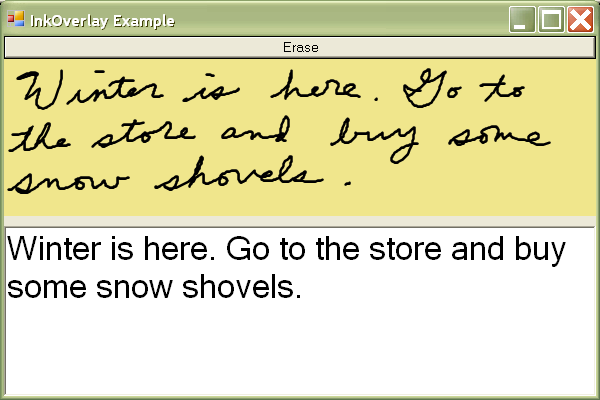 InkOverlay Example
Erase
Winter is here. Go to
the store and buy some
snow shovels.
Winter is here. Go to the store and buy
some snow shovels.